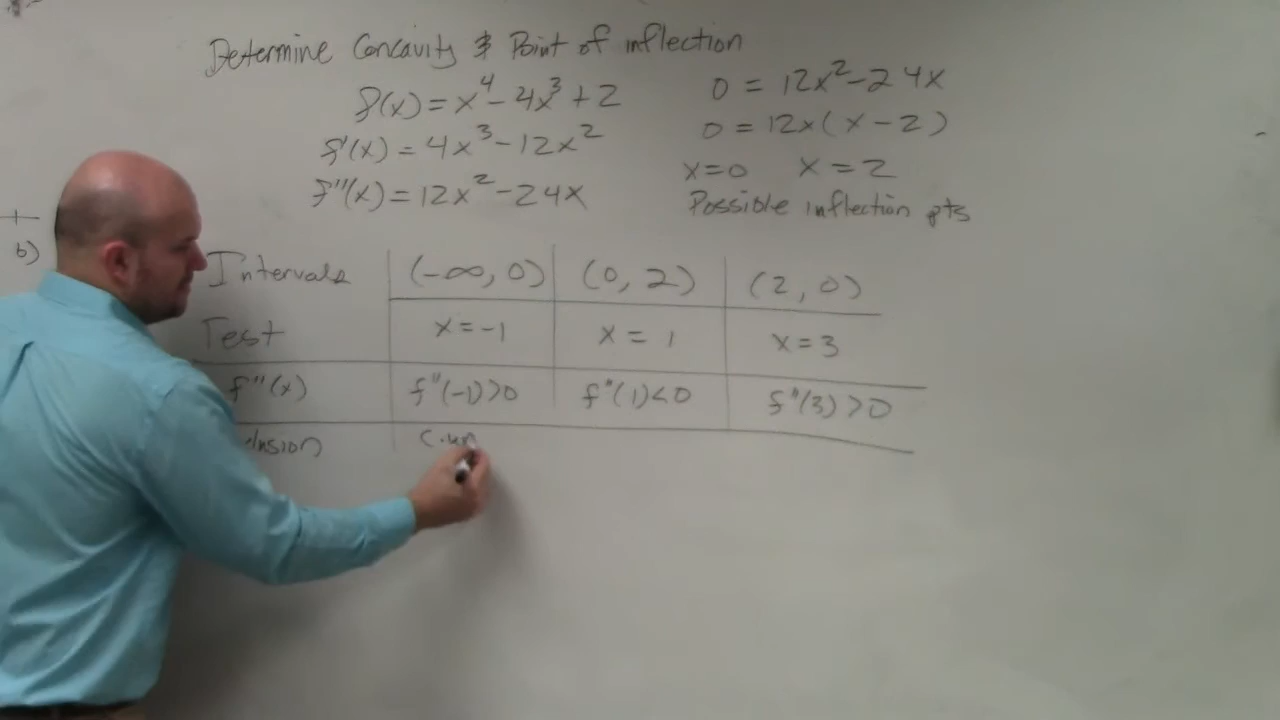 Determine Concavity & Point of inflection
f(x) = x⁴ - 4x³ + 2
f'(x) = 4x³ - 12x²
f''(x) = 12x² - 24x
0 = 12x² - 24x
0 = 12x(x - 2)
x=0 x = 2
Possible inflection pts
b)
Intervals (-∞, 0) (0, 2) (2, 0)
Test x = -1 x = 1 x = 3
f''(x) f''(-1)>0 f''(1)<0 f''(3)>0